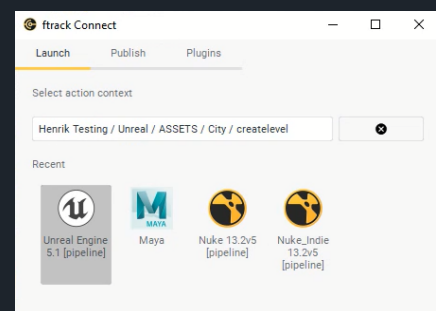 ftrack Connect
Launch Publish Plugins
Select action context
Henrik Testing / Unreal / ASSETS / City / createlevel
Recent
MAYA
Unreal Engine Maya Nuke 13.2v5 Nuke_Indie
5.1 [pipeline] [pipeline] 13.2v5
[pipeline]